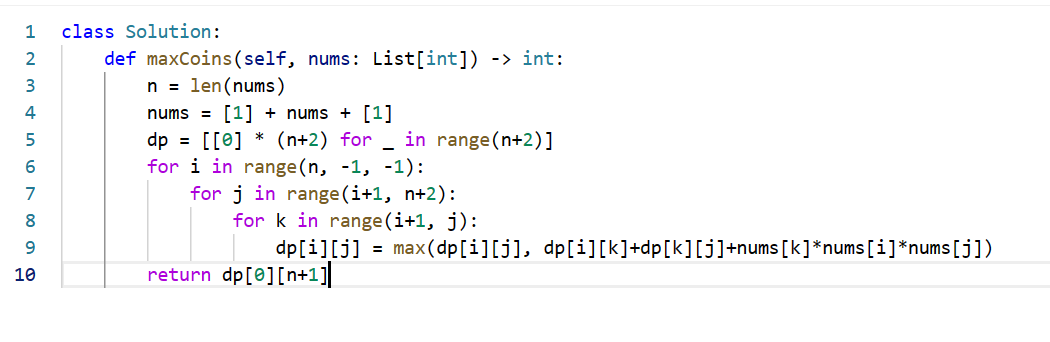 1 class Solution:
2 def maxCoins(self, nums: List[int]) -> int:
3 n = len(nums)
4 nums = [1] + nums + [1]
5 dp = [[0] * (n+2) for _ in range(n+2)]
6 for i in range(n, -1, -1):
7 for j in range(i+1, n+2):
8 for k in range(i+1, j):
9 dp[i][j] = max(dp[i][j], dp[i][k]+dp[k][j]+nums[k]*nums[i]*nums[j])
10 return dp[0][n+1]